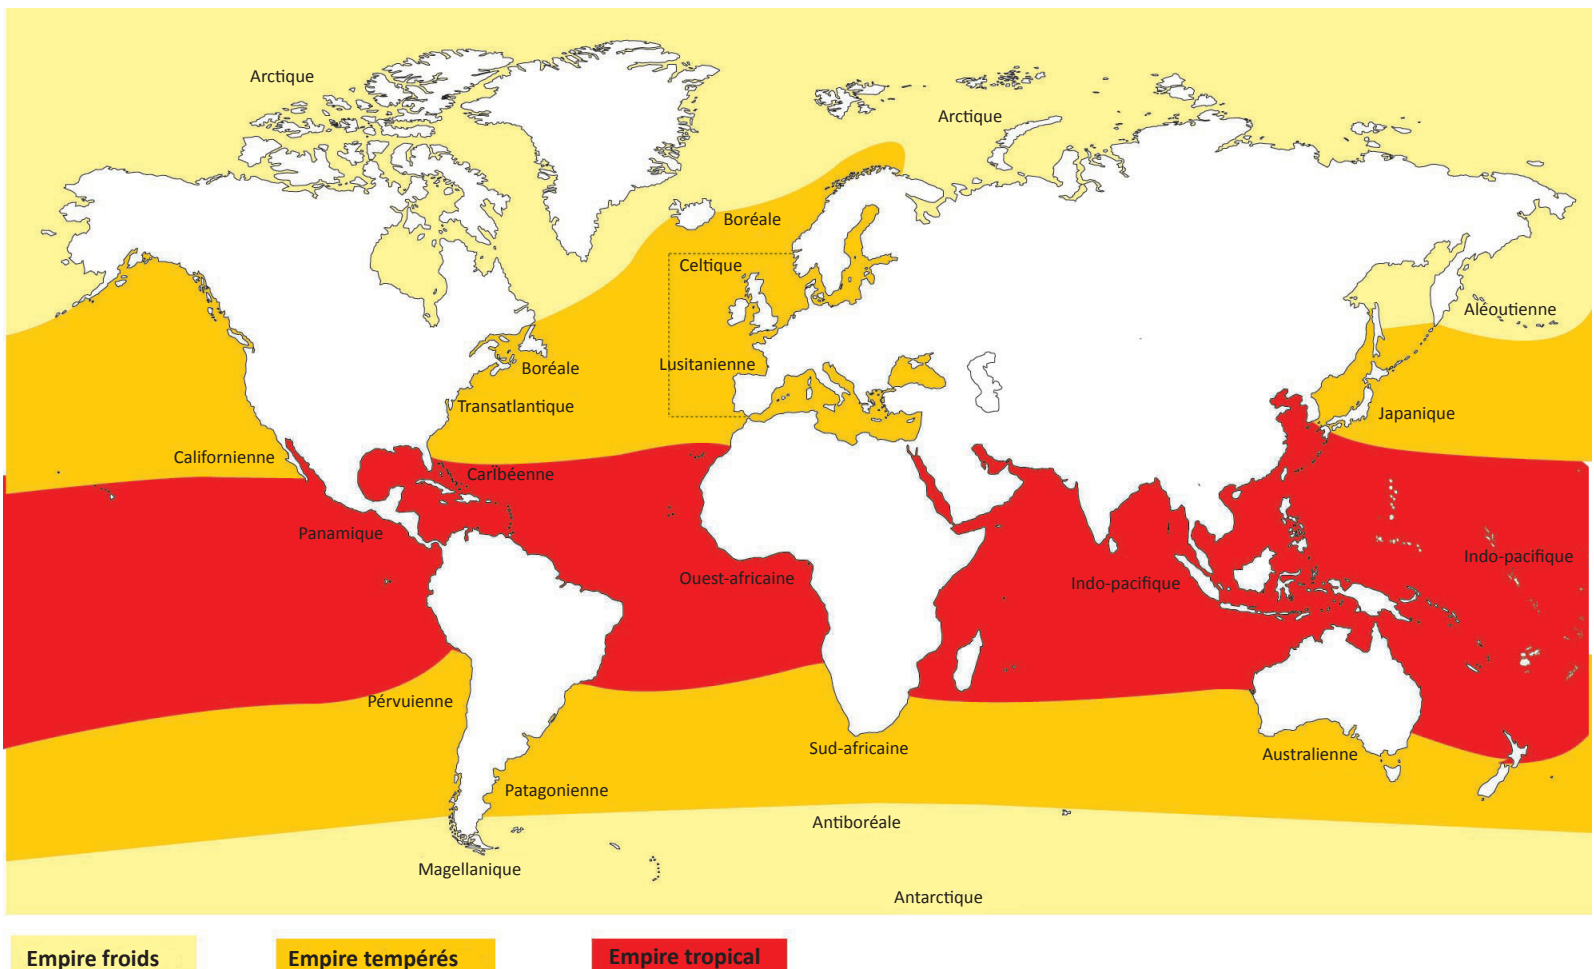 Arctique
Arctique
Boréale
Celtique
Aléoutienne
Lusitanienne
Boréale
Transatlantique
Japanique
Californienne
Carlbéenne
Panamique
Indo-pacifique
Ouest-africaine
Indo-pacifique
Pérvuienne
Sud-africaine
Australienne
Patagonienne
Antiboréale
Magellanique
Antarctique
Empire froids
Empire tempérés
Empire tropical